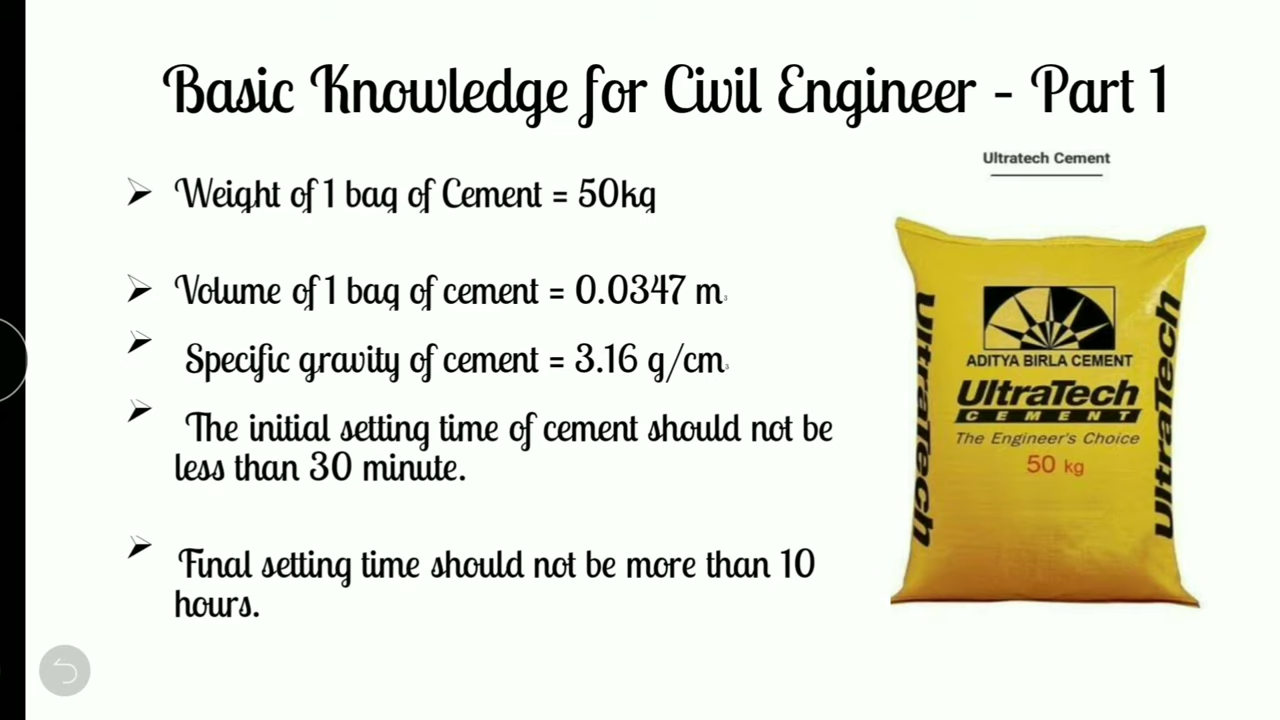 Basic Knowledge for Civil Engineer - Part 1
Ultratech Cement
➢ Weight of 1 bag of Cement = 50kg
➢ Volume of 1 bag of cement = 0.0347 m3
➢ Specific gravity of cement = 3.16 g/cm3
➢ The initial setting time of cement should not be
less than 30 minute.
➢ Final setting time should not be more than 10
hours.
ADITYA BIRLA CEMENT
UltraTech
CEMENT
The Engineer's Choice
50 kg
UltraTech
UltraTech